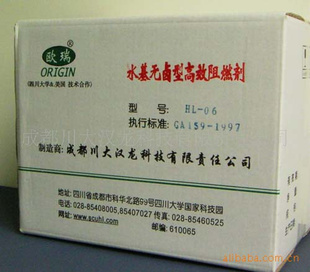 欧瑞
ORIGIN
(四川大学&美国 技术合作)
水基无卤型高效阻燃剂
型 号: HL-06
执行标准: GA159-1997
制造商: 成都川大汉龙科技有限责任公司
地址: 四川省成都市科华北路99号四川大学国家科技园
电话: 028-85408005,85407027 传真: 028-85460525
http://www.scuhl.com 邮编: 610065